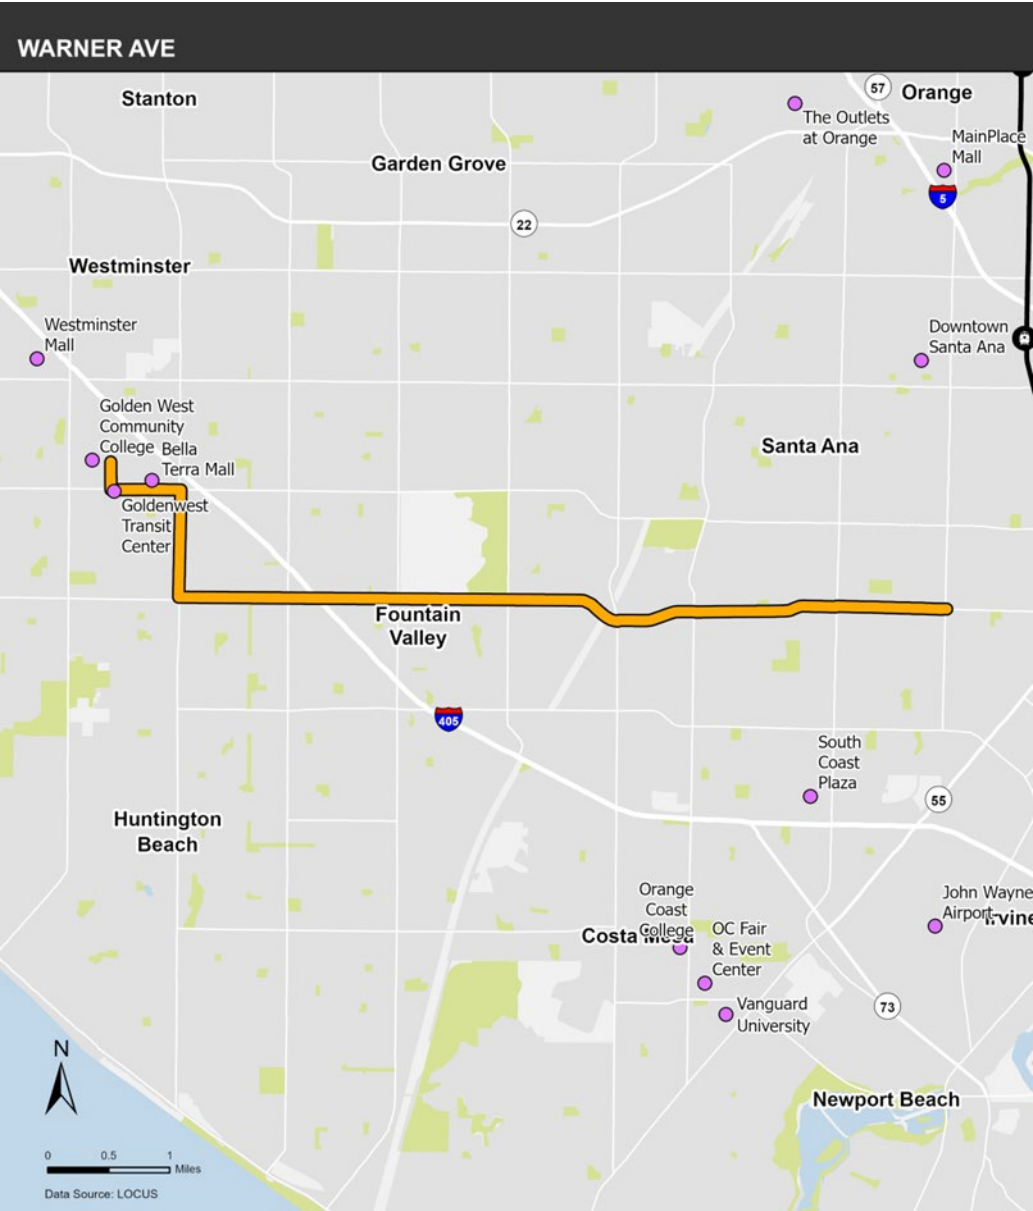 WARNER AVE
Stanton
57
Orange
The Outlets
at Orange
MainPlace
Mall
Garden Grove
5
22
Westminster
Westminster
Mall
Downtown
Santa Ana
Golden West
Community
College
Bella
Terra Mall
Santa Ana
Goldenwest
Transit
Center
Fountain
Valley
405
South
Coast
Plaza
55
Huntington
Beach
Orange
Coast
College
Costa Mesa
OC Fair
& Event
Center
John Wayne
Airport
Irvine
Vanguard
University
73
N
Newport Beach
0 0.5 1
Miles
Data Source: LOCUS